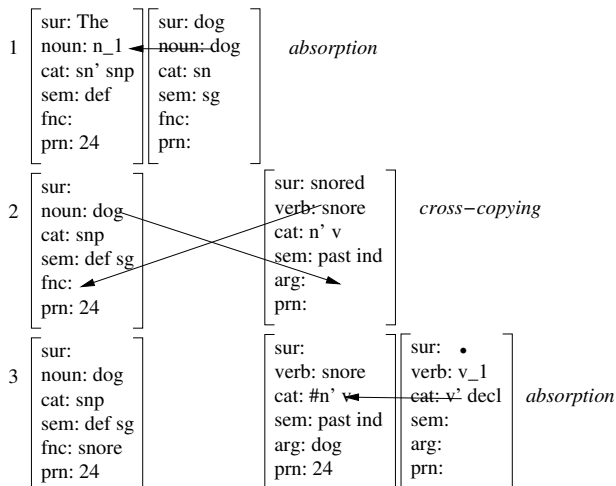 1
sur: The
noun: n_1
cat: sn' snp
sem: def
fnc:
prn: 24
sur: dog
noun: dog
cat: sn
sem: sg
fnc:
prn:
absorption
2
sur:
noun: dog
cat: snp
sem: def sg
fnc:
prn: 24
sur: snored
verb: snore
cat: n' v
sem: past ind
arg:
prn:
cross−copying
3
sur:
noun: dog
cat: snp
sem: def sg
fnc: snore
prn: 24
sur:
verb: snore
cat: #n' v
sem: past ind
arg: dog
prn: 24
sur: •
verb: v_1
cat: v' decl
sem:
arg:
prn:
absorption